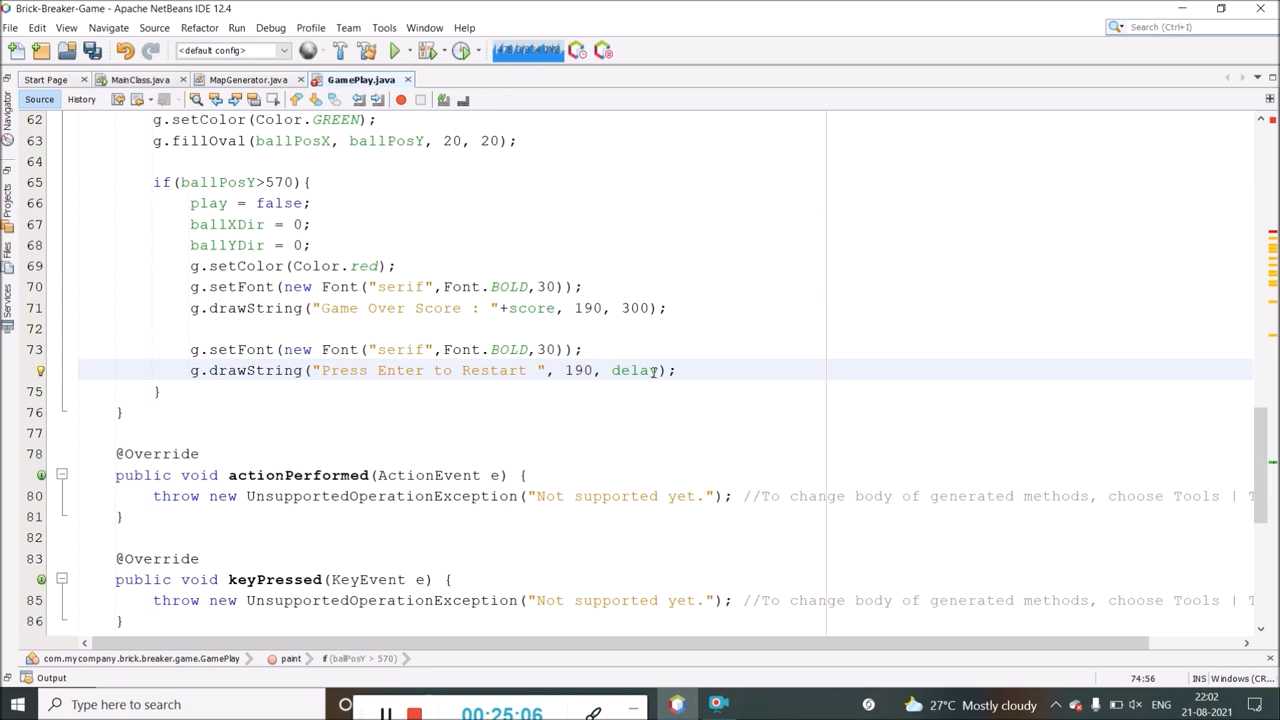 Brick-Breaker-Game - Apache NetBeans IDE 12.4
File Edit View Navigate Source Refactor Run Debug Profile Team Tools Window Help
Search (Ctrl+I)
<default config>
Start Page MainClass.java MapGenerator.java GamePlay.java
Source History
Navigator
Projects
Files
Services
62 g.setColor(Color.GREEN);
63 g.fillOval(ballPosX, ballPosY, 20, 20);
64
65 if(ballPosY>570){
66 play = false;
67 ballXDir = 0;
68 ballYDir = 0;
69 g.setColor(Color.red);
70 g.setFont(new Font("serif",Font.BOLD,30));
71 g.drawString("Game Over Score : "+score, 190, 300);
72
73 g.setFont(new Font("serif",Font.BOLD,30));
g.drawString("Press Enter to Restart ", 190, delay);
75 }
76 }
77
78 @Override
public void actionPerformed(ActionEvent e) {
80 throw new UnsupportedOperationException("Not supported yet."); //To change body of generated methods, choose Tools | T
81 }
82
83 @Override
public void keyPressed(KeyEvent e) {
85 throw new UnsupportedOperationException("Not supported yet."); //To change body of generated methods, choose Tools | T
86 }
com.mycompany.brick.breaker.game.GamePlay paint if (ballPosY > 570)
Output 74:56 INS Windows (CR...
Type here to search 00:25:06 27°C Mostly cloudy ENG 22:02
21-08-2021